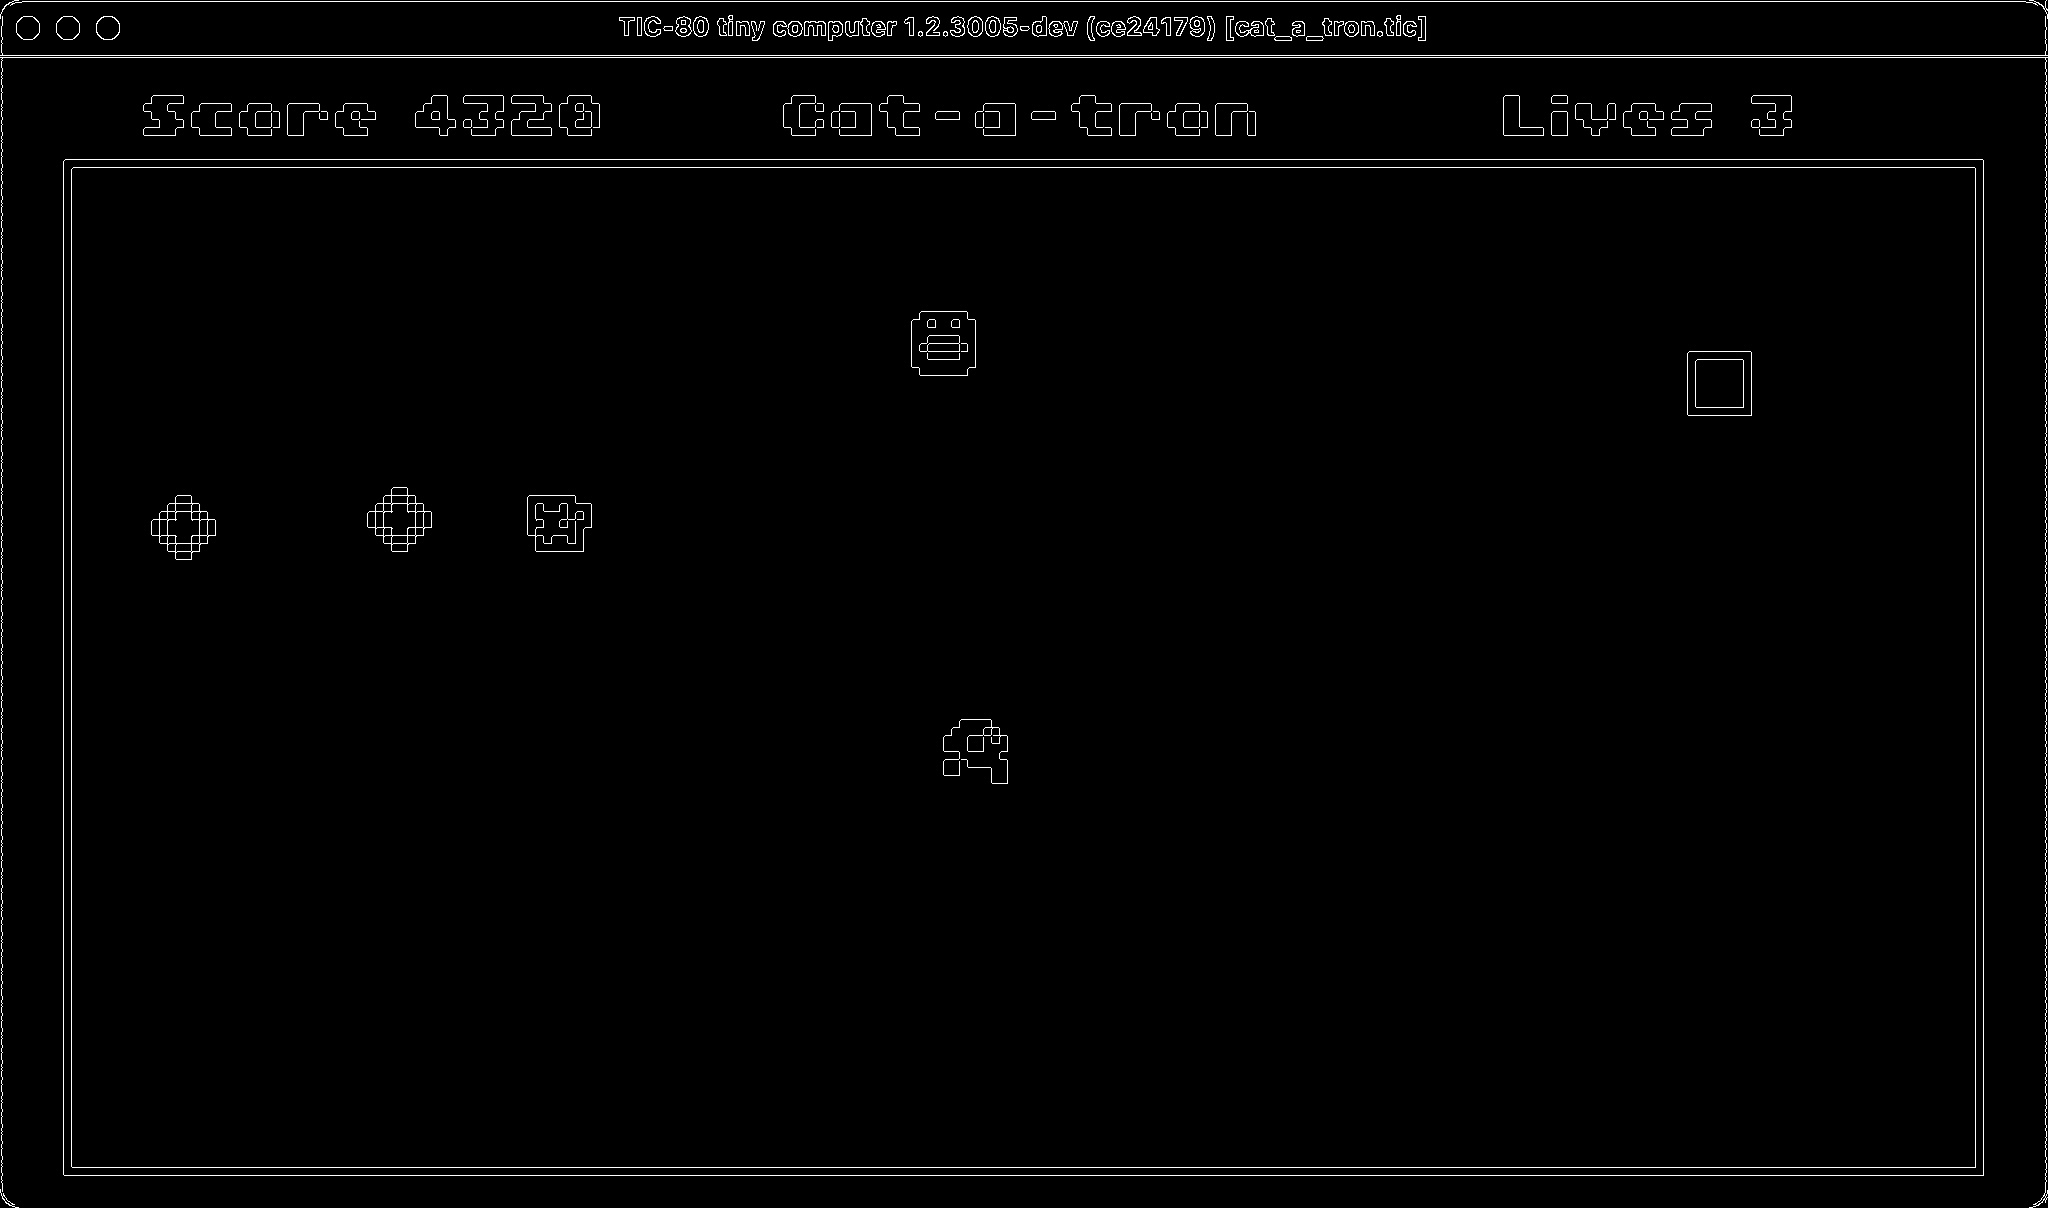 TIC-80 tiny computer 1.2.3005-dev (ce24179) [cat_a_tron.tic]
Score 4320 Cat-a-tron Lives 3